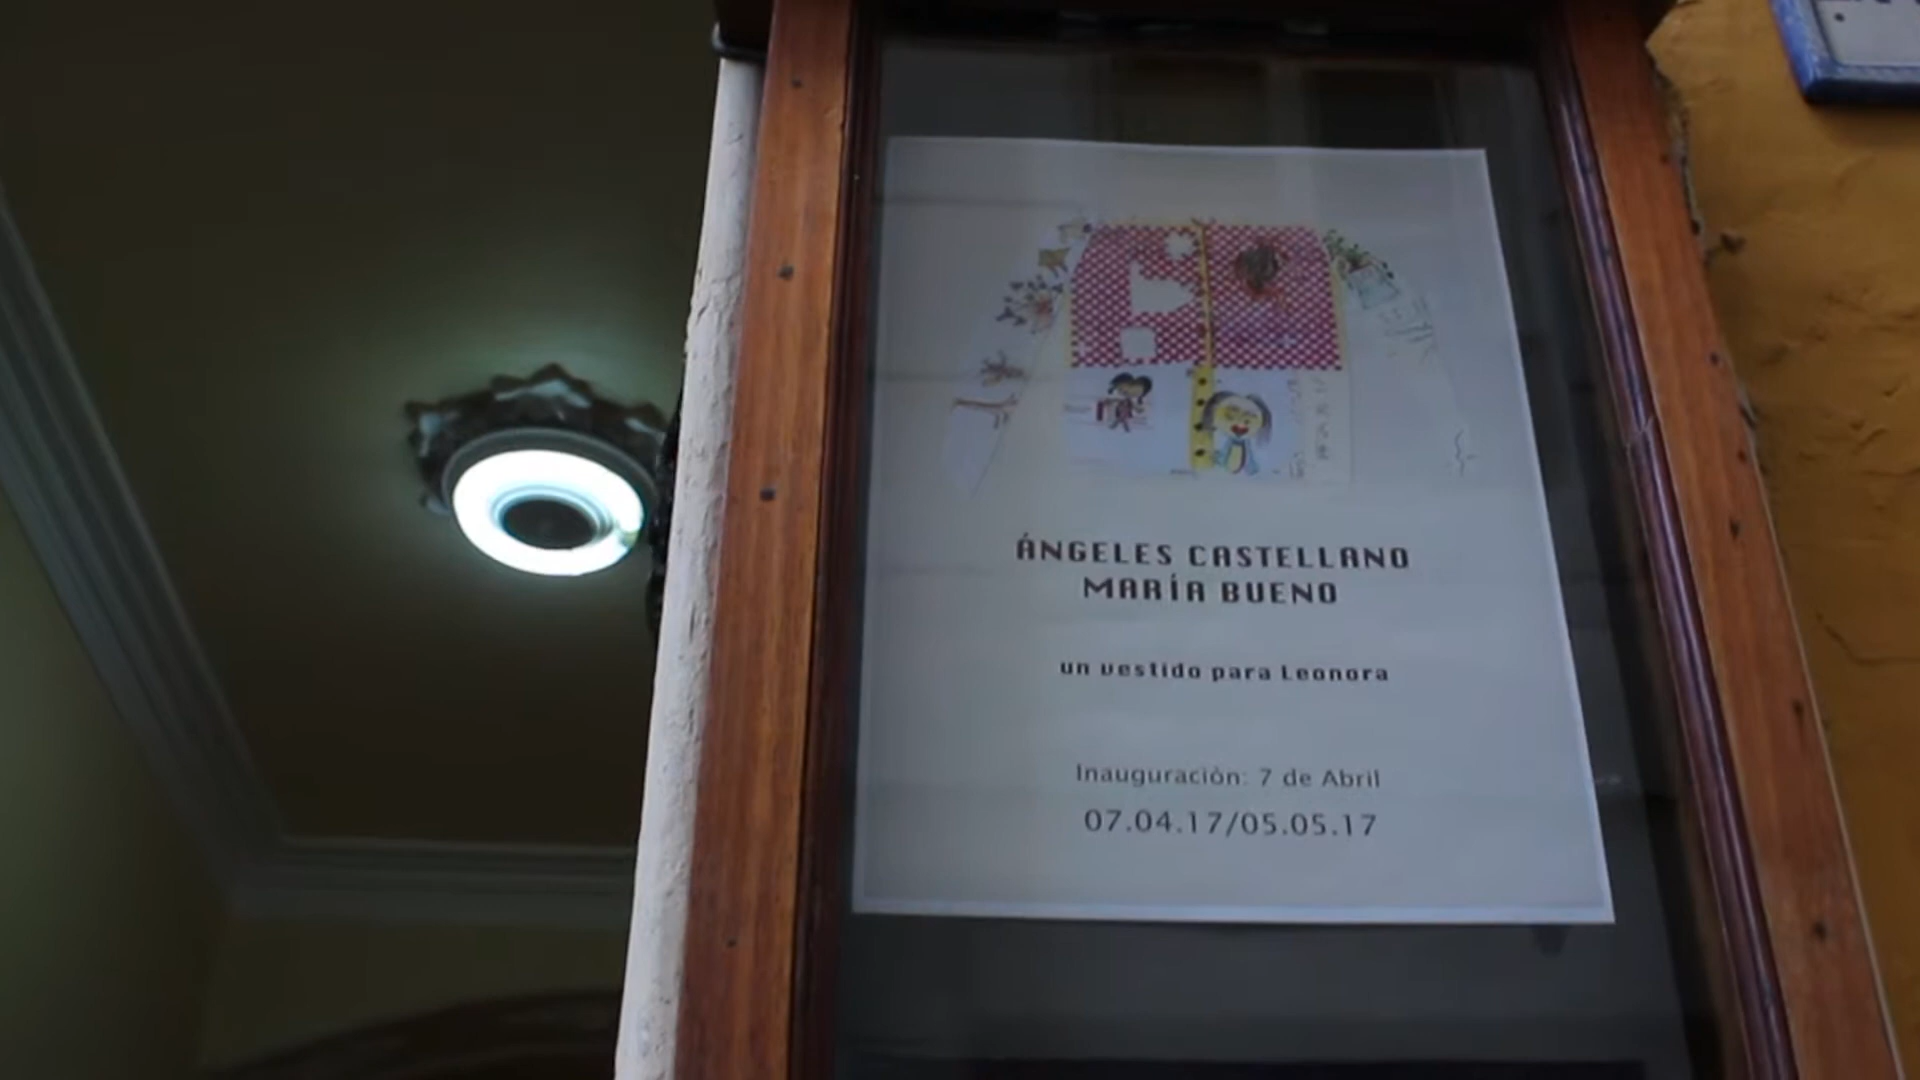 ÁNGELES CASTELLANO
MARÍA BUENO
un vestido para Leonora
Inauguración: 7 de Abril
07.04.17/05.05.17